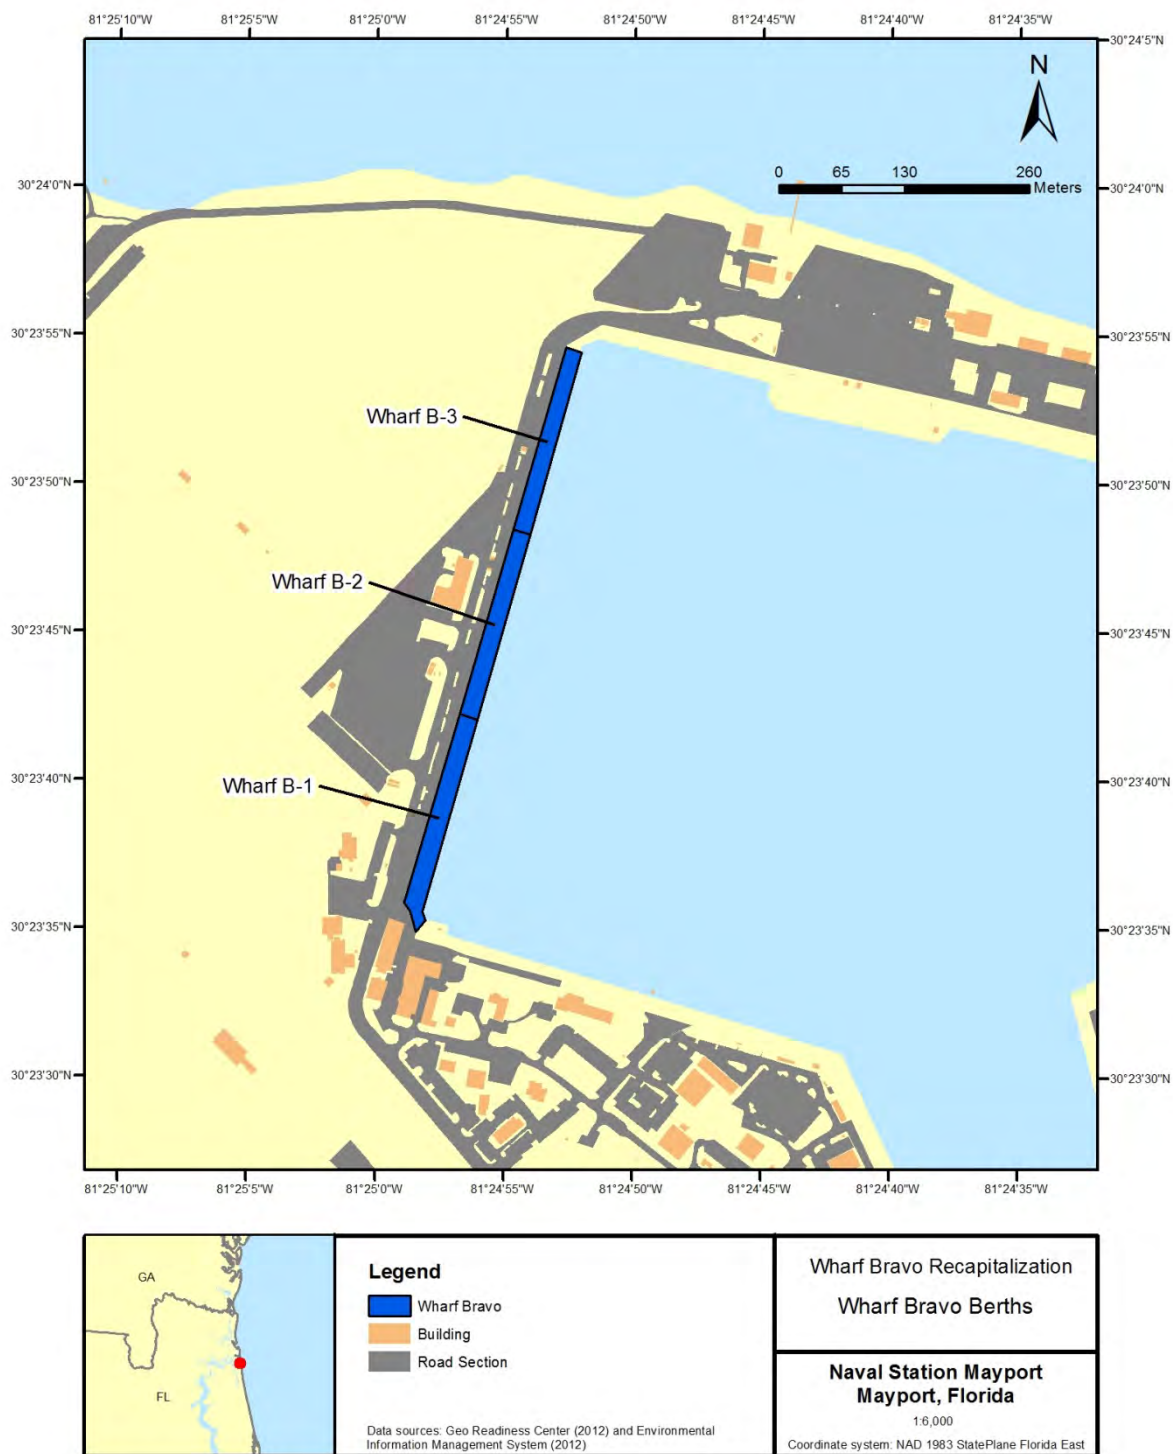 81°25'10"W 81°25'5"W 81°25'0"W 81°24'55"W 81°24'50"W 81°24'45"W 81°24'40"W 81°24'35"W
30°24'5"N
N
0 65 130 260
Meters
30°24'0"N 30°24'0"N
30°23'55"N 30°23'55"N
Wharf B-3
30°23'50"N 30°23'50"N
Wharf B-2
30°23'45"N 30°23'45"N
30°23'40"N 30°23'40"N
Wharf B-1
30°23'35"N 30°23'35"N
30°23'30"N 30°23'30"N
81°25'10"W 81°25'5"W 81°25'0"W 81°24'55"W 81°24'50"W 81°24'45"W 81°24'40"W 81°24'35"W
GA
FL
Legend
Wharf Bravo
Building
Road Section
Data sources: Geo Readiness Center (2012) and Environmental
Information Management System (2012)
Wharf Bravo Recapitalization
Wharf Bravo Berths
Naval Station Mayport
Mayport, Florida
1:6,000
Coordinate system: NAD 1983 StatePlane Florida East